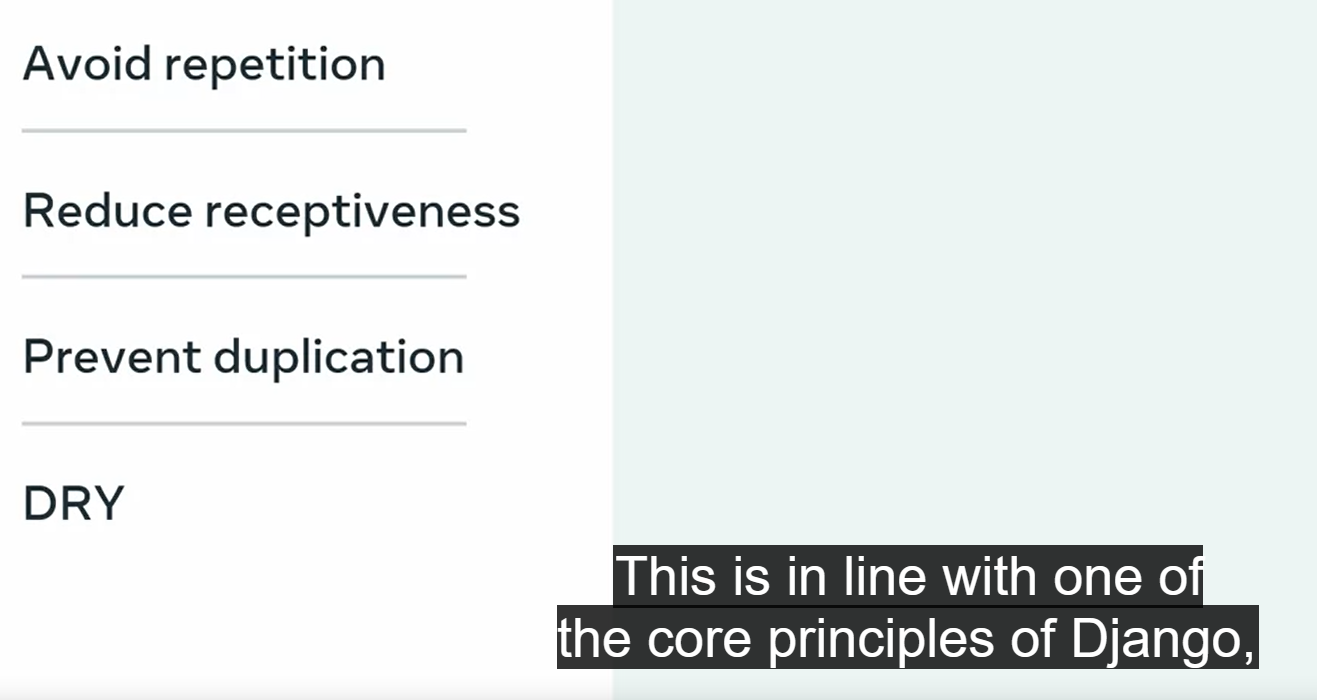 Avoid repetition
Reduce receptiveness
Prevent duplication
DRY
This is in line with one of
the core principles of Django,